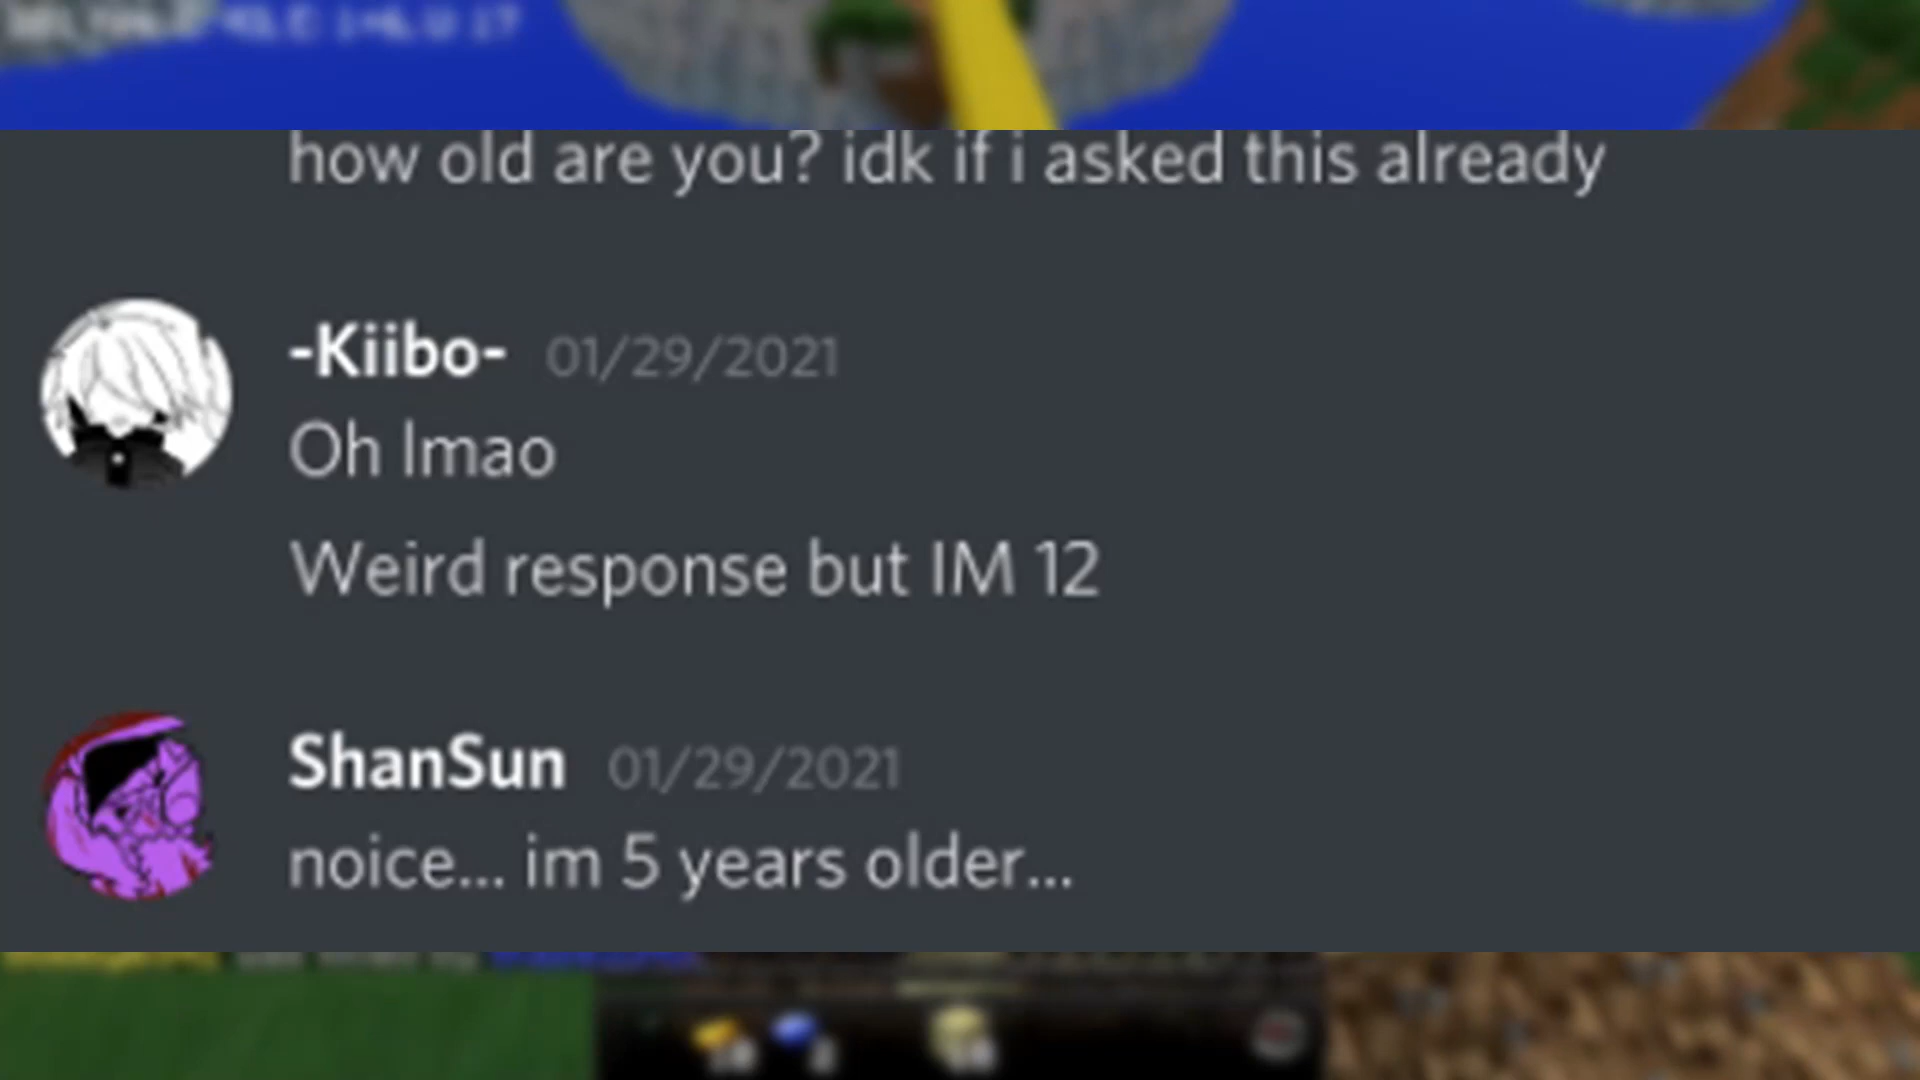 how old are you? idk if i asked this already
-Kiibo- 01/29/2021
Oh lmao
Weird response but IM 12
ShanSun 01/29/2021
noice... im 5 years older...